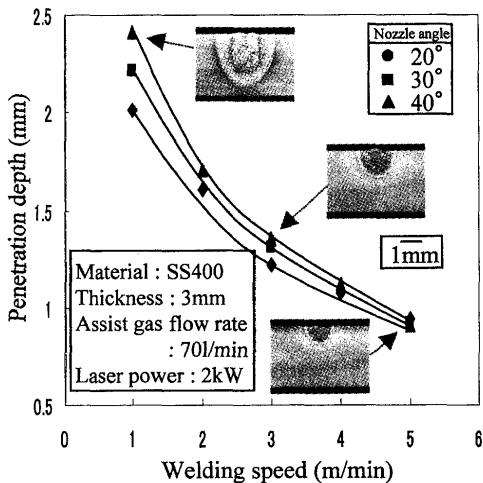 Penetration depth (mm)
2.5
2
1.5
1
0.5
Nozzle angle
20°
30°
40°
1mm
Material : SS400
Thickness : 3mm
Assist gas flow rate
: 70l/min
Laser power : 2kW
0 1 2 3 4 5 6
Welding speed (m/min)